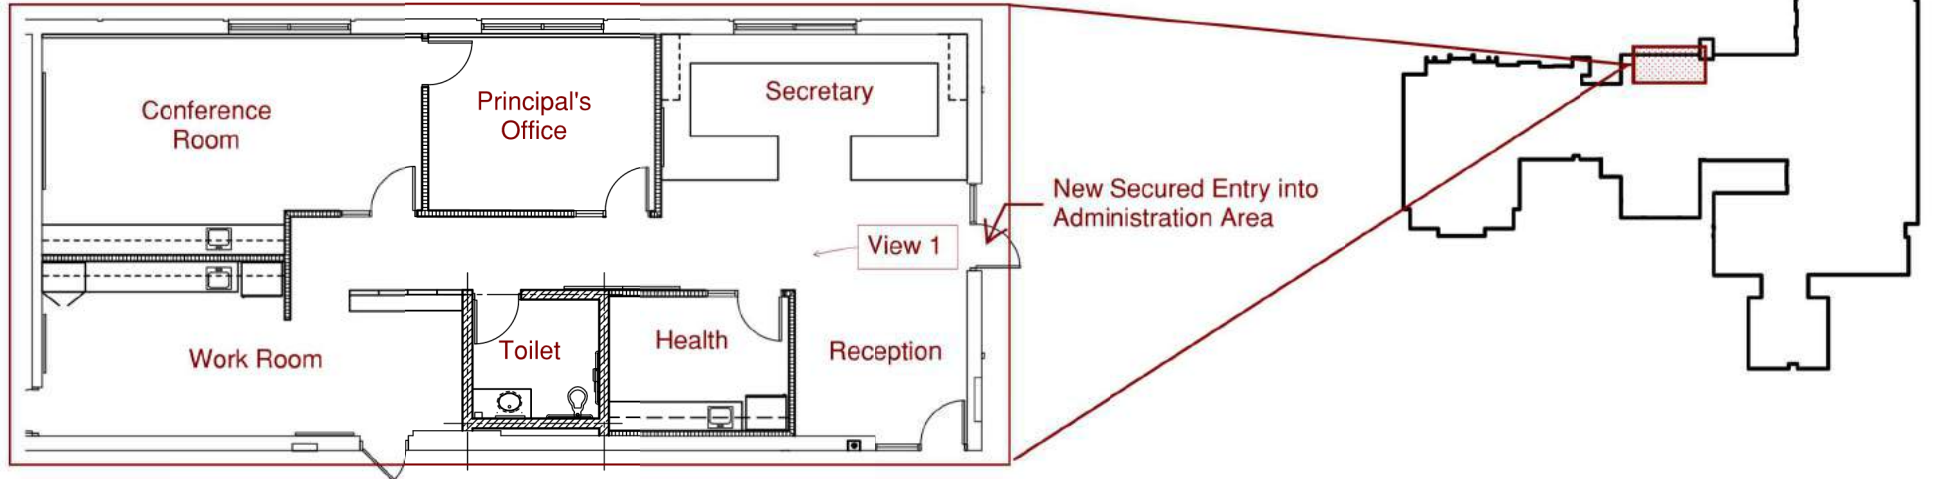 Conference
Room
Principal's
Office
Secretary
New Secured Entry into
Administration Area
View 1
Work Room
Toilet
Health
Reception